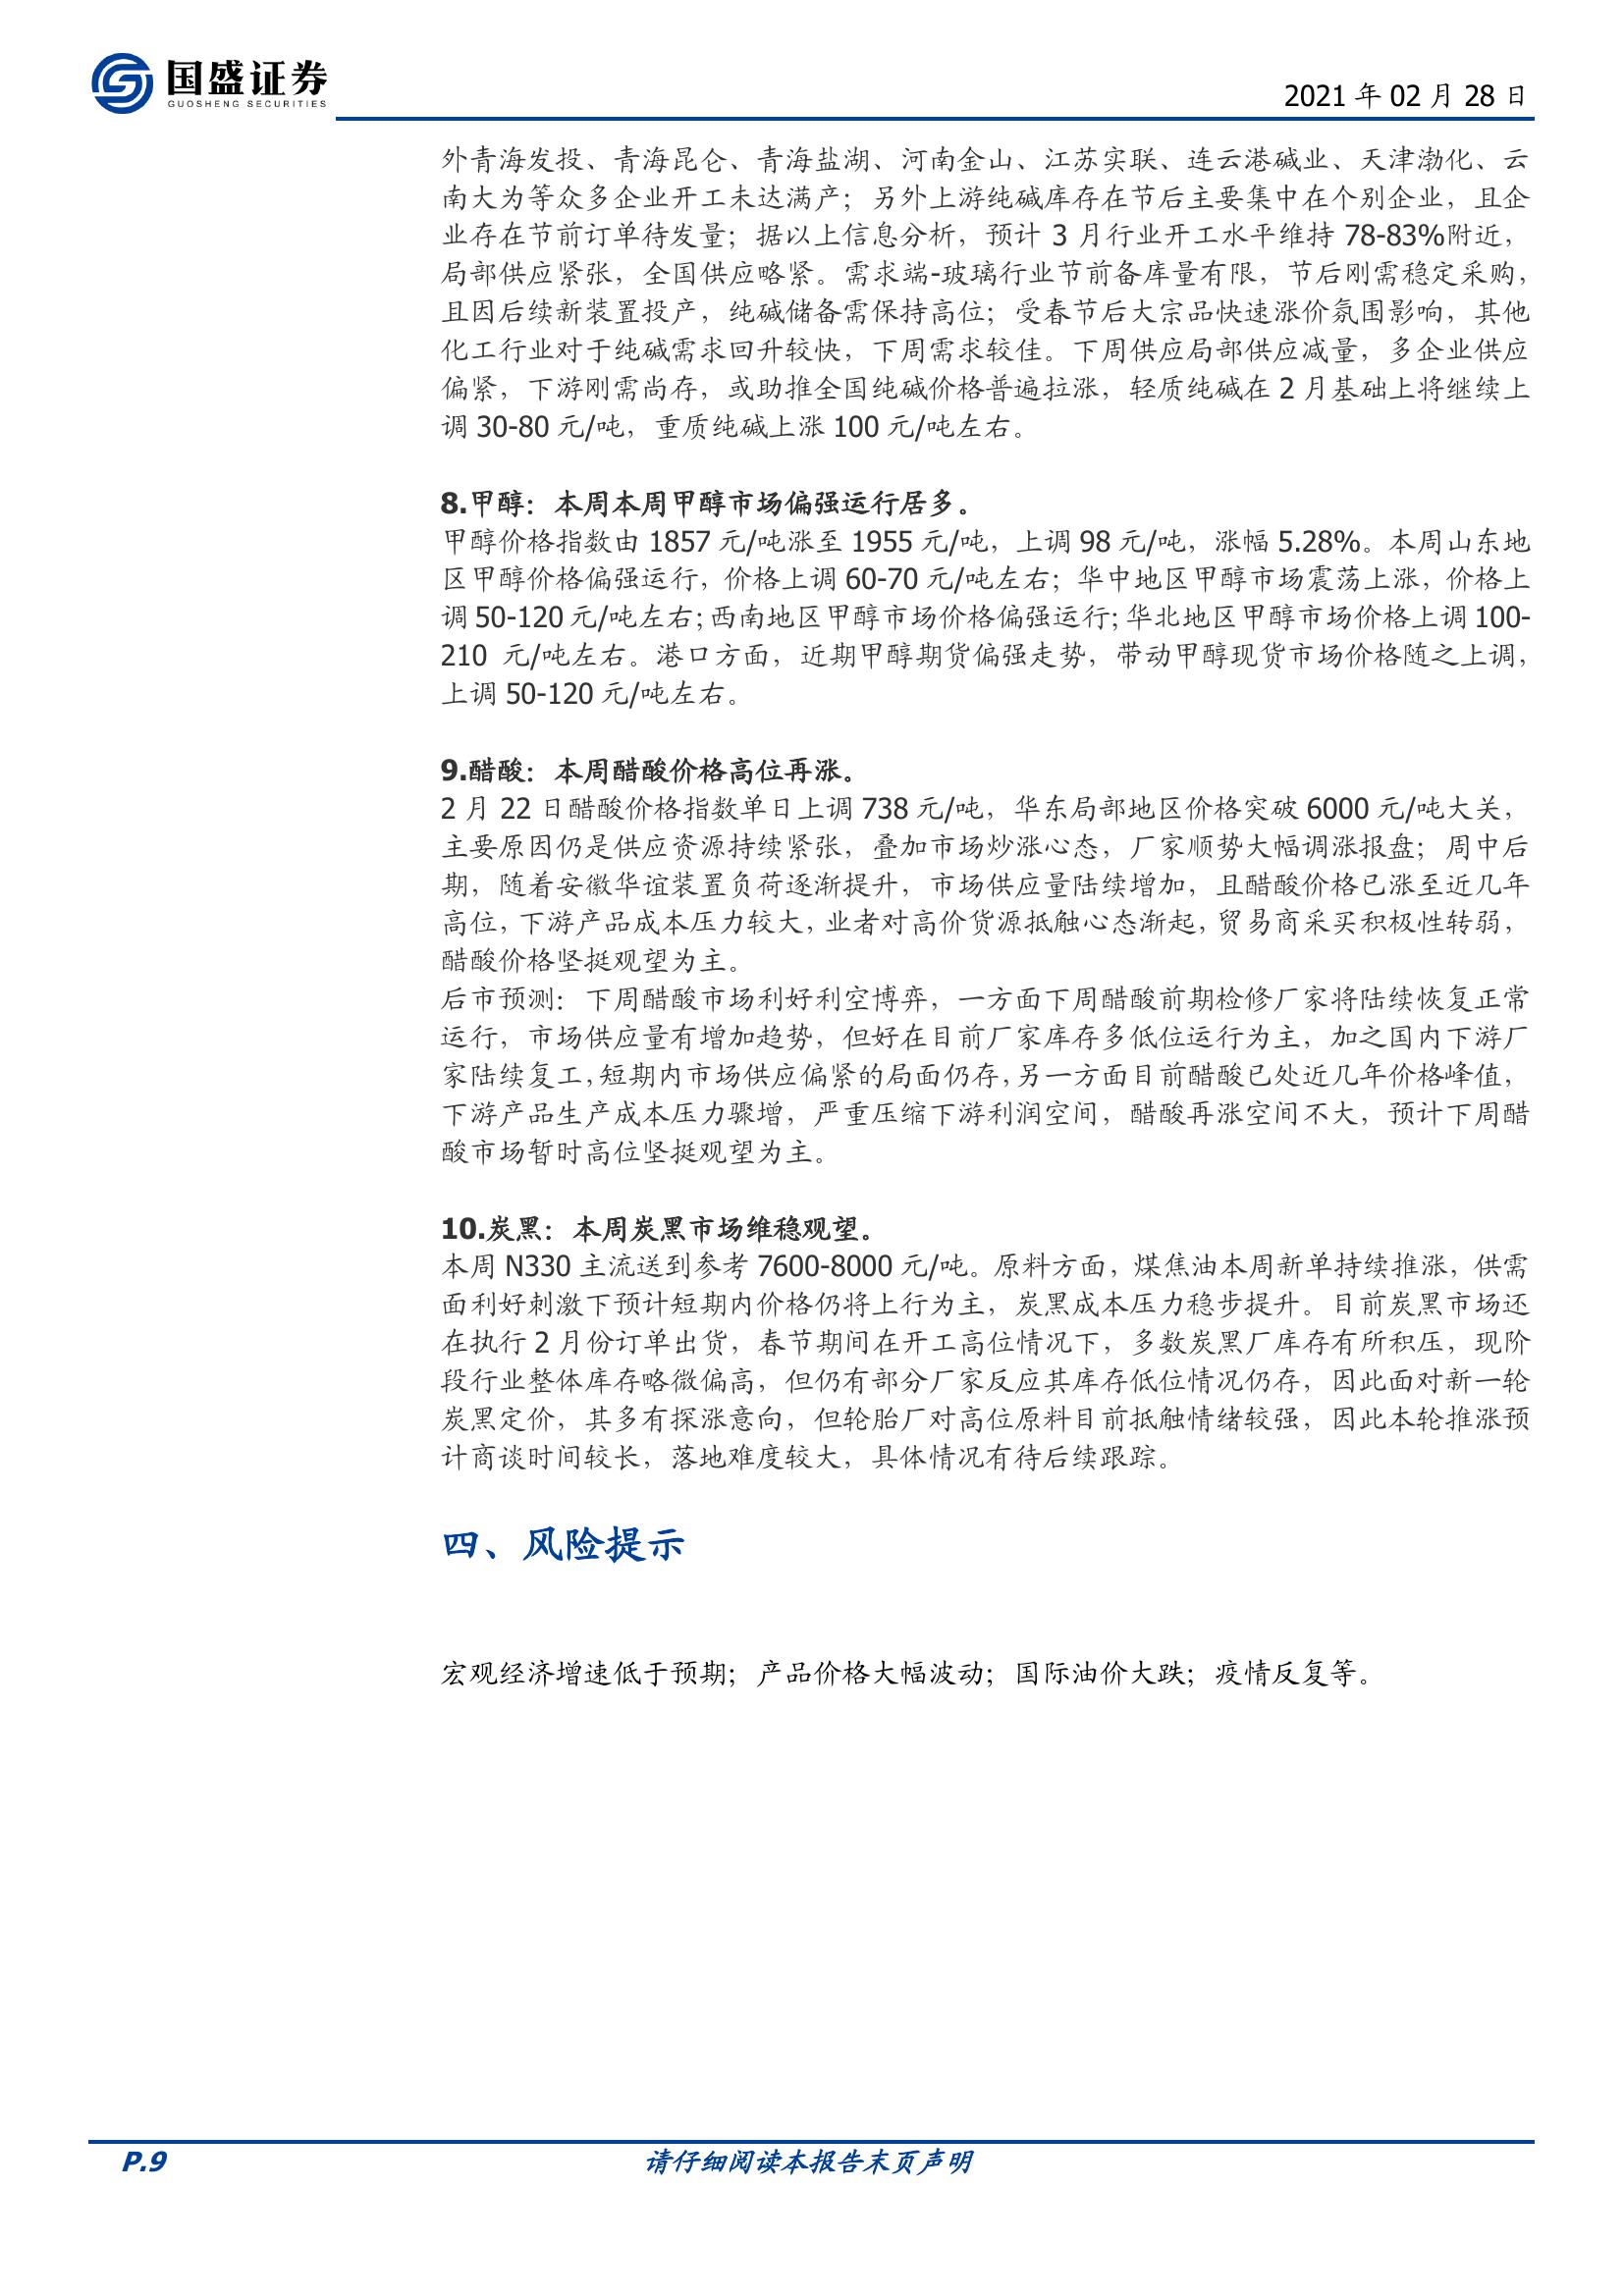 国盛证券
GUOSHENG SECURITIES
2021 年 02 月 28 日
外青海发投、青海昆仑、青海盐湖、河南金山、江苏实联、连云港碱业、天津渤化、云
南大为等众多企业开工未达满产；另外上游纯碱库存在节后主要集中在个别企业，且企
业存在节前订单待发量；据以上信息分析，预计 3 月行业开工水平维持 78-83%附近，
局部供应紧张，全国供应略紧。需求端-玻璃行业节前备库量有限，节后刚需稳定采购，
且因后续新装置投产，纯碱储备需保持高位；受春节后大宗品快速涨价氛围影响，其他
化工行业对于纯碱需求回升较快，下周需求较佳。下周供应局部供应减量，多企业供应
偏紧，下游刚需尚存，或助推全国纯碱价格普遍拉涨，轻质纯碱在 2 月基础上将继续上
调 30-80 元/吨，重质纯碱上涨 100 元/吨左右。
8.甲醇：本周本周甲醇市场偏强运行居多。
甲醇价格指数由 1857 元/吨涨至 1955 元/吨，上调 98 元/吨，涨幅 5.28%。本周山东地
区甲醇价格偏强运行，价格上调 60-70 元/吨左右；华中地区甲醇市场震荡上涨，价格上
调 50-120 元/吨左右；西南地区甲醇市场价格偏强运行；华北地区甲醇市场价格上调 100-
210 元/吨左右。港口方面，近期甲醇期货偏强走势，带动甲醇现货市场价格随之上调，
上调 50-120 元/吨左右。
9.醋酸：本周醋酸价格高位再涨。
2 月 22 日醋酸价格指数单日上调 738 元/吨，华东局部地区价格突破 6000 元/吨大关，
主要原因仍是供应资源持续紧张，叠加市场炒涨心态，厂家顺势大幅调涨报盘；周中后
期，随着安徽华谊装置负荷逐渐提升，市场供应量陆续增加，且醋酸价格已涨至近几年
高位，下游产品成本压力较大，业者对高价货源抵触心态渐起，贸易商采买积极性转弱，
醋酸价格坚挺观望为主。
后市预测：下周醋酸市场利好利空博弈，一方面下周醋酸前期检修厂家将陆续恢复正常
运行，市场供应量有增加趋势，但好在目前厂家库存多低位运行为主，加之国内下游厂
家陆续复工，短期内市场供应偏紧的局面仍存，另一方面目前醋酸已处近几年价格峰值，
下游产品生产成本压力骤增，严重压缩下游利润空间，醋酸再涨空间不大，预计下周醋
酸市场暂时高位坚挺观望为主。
10.炭黑：本周炭黑市场维稳观望。
本周 N330 主流送到参考 7600-8000 元/吨。原料方面，煤焦油本周新单持续推涨，供需
面利好刺激下预计短期内价格仍将上行为主，炭黑成本压力稳步提升。目前炭黑市场还
在执行 2 月份订单出货，春节期间在开工高位情况下，多数炭黑厂库存有所积压，现阶
段行业整体库存略微偏高，但仍有部分厂家反应其库存低位情况仍存，因此面对新一轮
炭黑定价，其多有探涨意向，但轮胎厂对高位原料目前抵触情绪较强，因此本轮推涨预
计商谈时间较长，落地难度较大，具体情况有待后续跟踪。
四、风险提示
宏观经济增速低于预期；产品价格大幅波动；国际油价大跌；疫情反复等。
P.9
请仔细阅读本报告末页声明